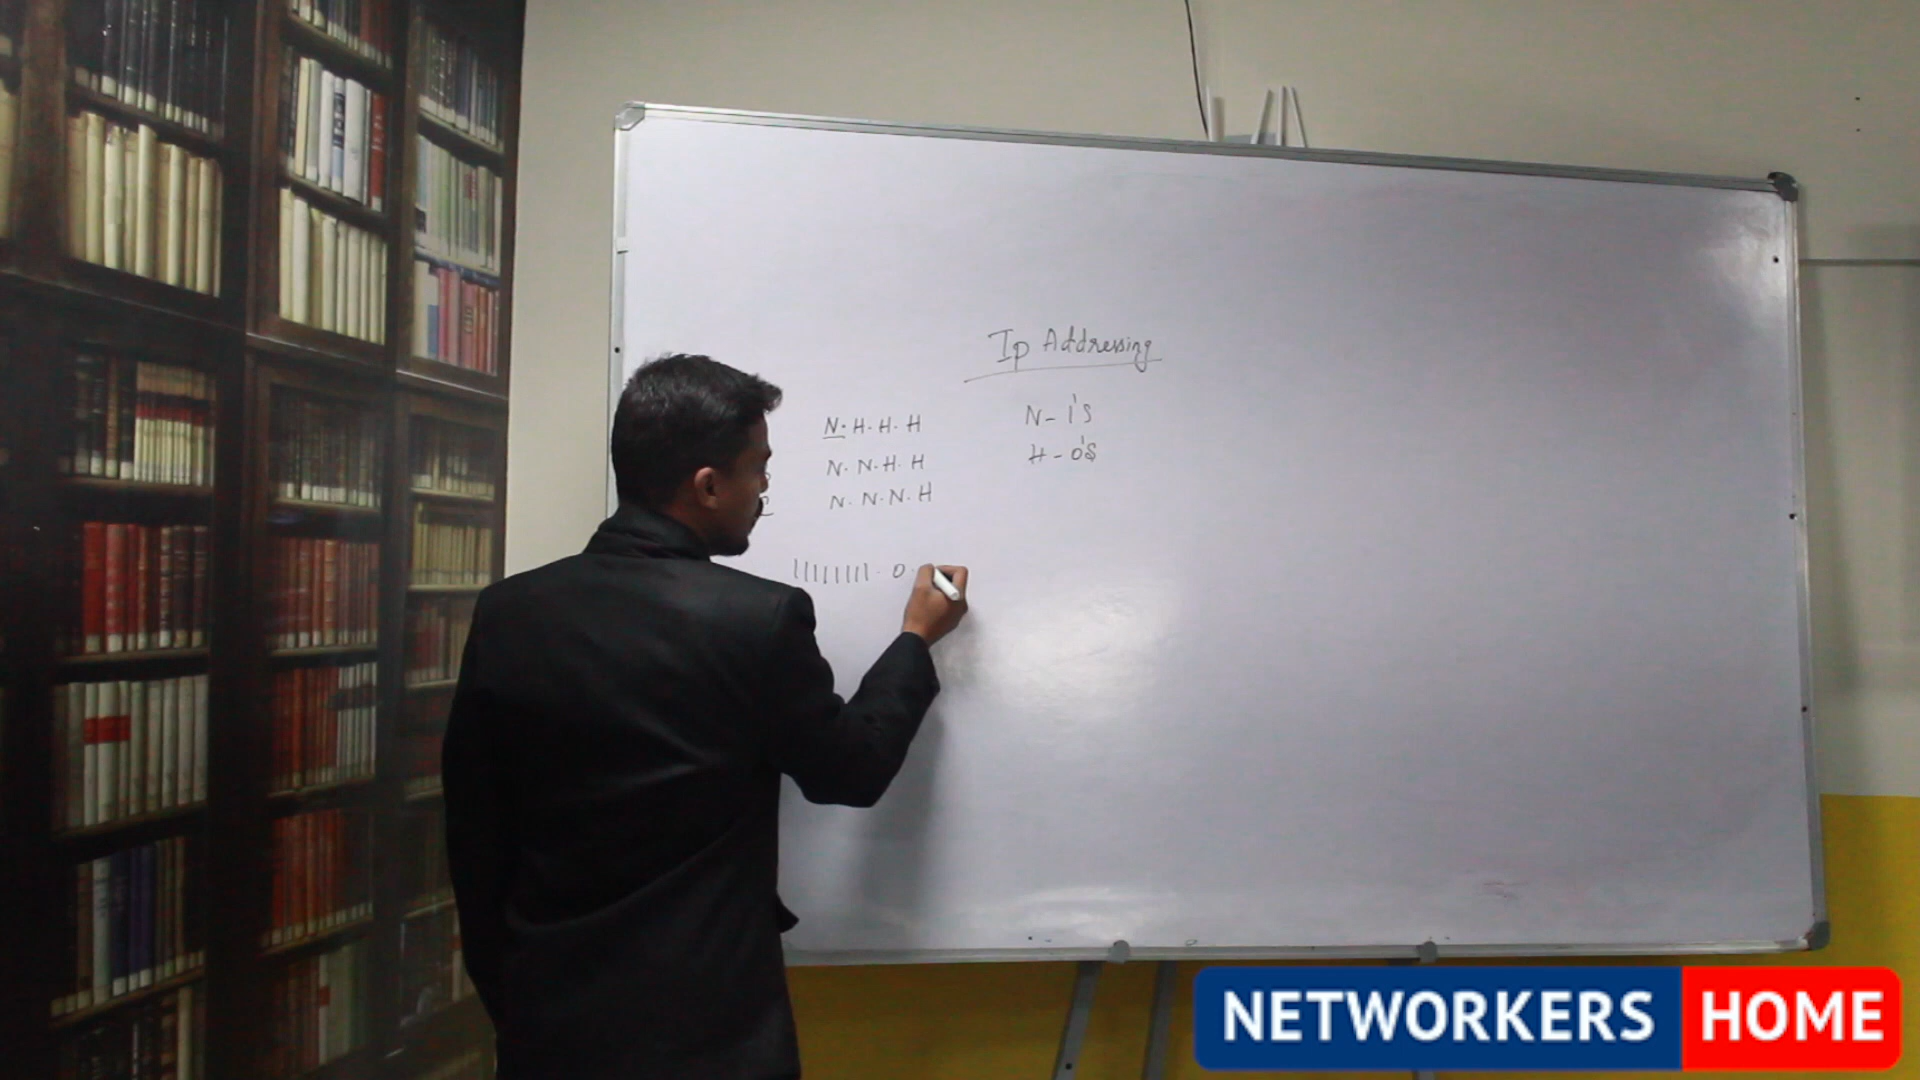 Ip Addressing
N. H. H. H
N. N. H. H
N. N. N. H
N - 1's
H - 0's
11111111 . 0 .
NETWORKERS HOME